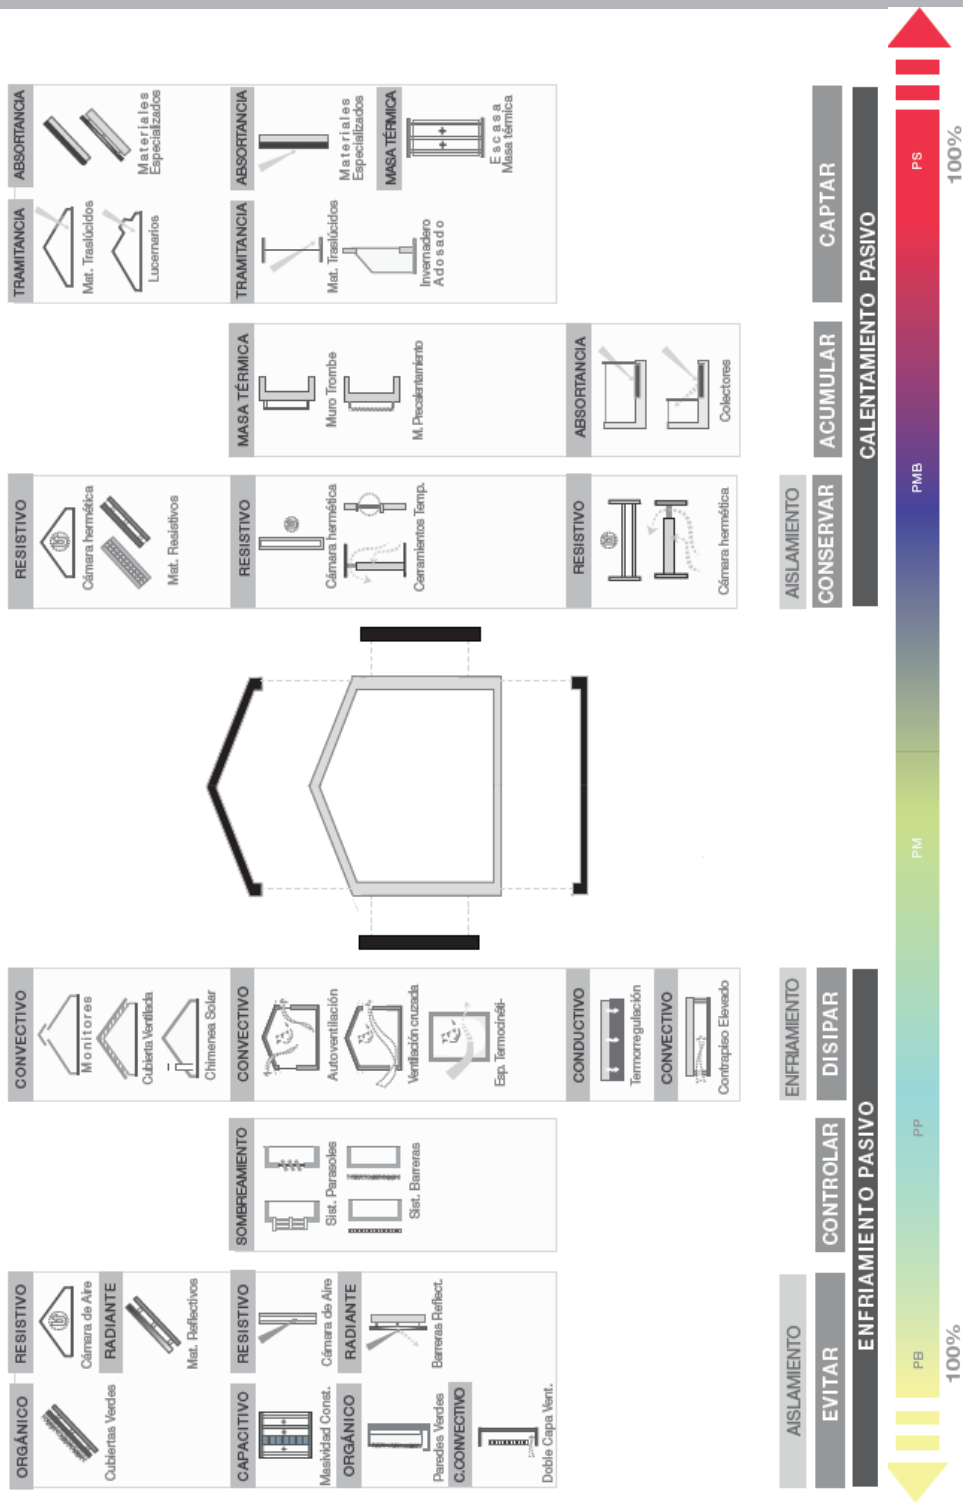 ORGÁNICO
Cubiertas Verdes
RESISTIVO
Cámara de Aire
RADIANTE
Mat. Reflectivos
CONVECTIVO
Monitores
Cubierta Ventilada
Chimenea Solar
RESISTIVO
Cámara hermética
Mat. Resistivos
TRAMITANCIA
Mat. Traslúcidos
Lucernarios
ABSORTANCIA
Materiales
Especializados
CAPACITIVO
Masividad Const.
ORGÁNICO
Paredes Verdes
C.CONVECTIVO
Doble Capa Vent.
RESISTIVO
Cámara de Aire
RADIANTE
Barreras Reflect.
SOMBREAMIENTO
Sist. Parasoles
Sist. Barreras
CONVECTIVO
Autoventilación
Ventilación cruzada
Esp. Termocinéti-
RESISTIVO
Cámara hermética
Cerramientos Temp.
MASA TÉRMICA
Muro Trombe
M. Precalentamiento
TRAMITANCIA
Mat. Traslúcidos
Invernadero
Adosado
ABSORTANCIA
Materiales
Especializados
MASA TÉRMICA
Escasa
Masa térmica
CONDUCTIVO
Termorregulación
CONVECTIVO
Contrapiso Elevado
RESISTIVO
Cámara hermética
ABSORTANCIA
Colectores
AISLAMIENTO
ENFRIAMIENTO
AISLAMIENTO
EVITAR
CONTROLAR
DISIPAR
CONSERVAR
ACUMULAR
CAPTAR
ENFRIAMIENTO PASIVO
CALENTAMIENTO PASIVO
PB
PP
PM
PMB
PS
100%
100%